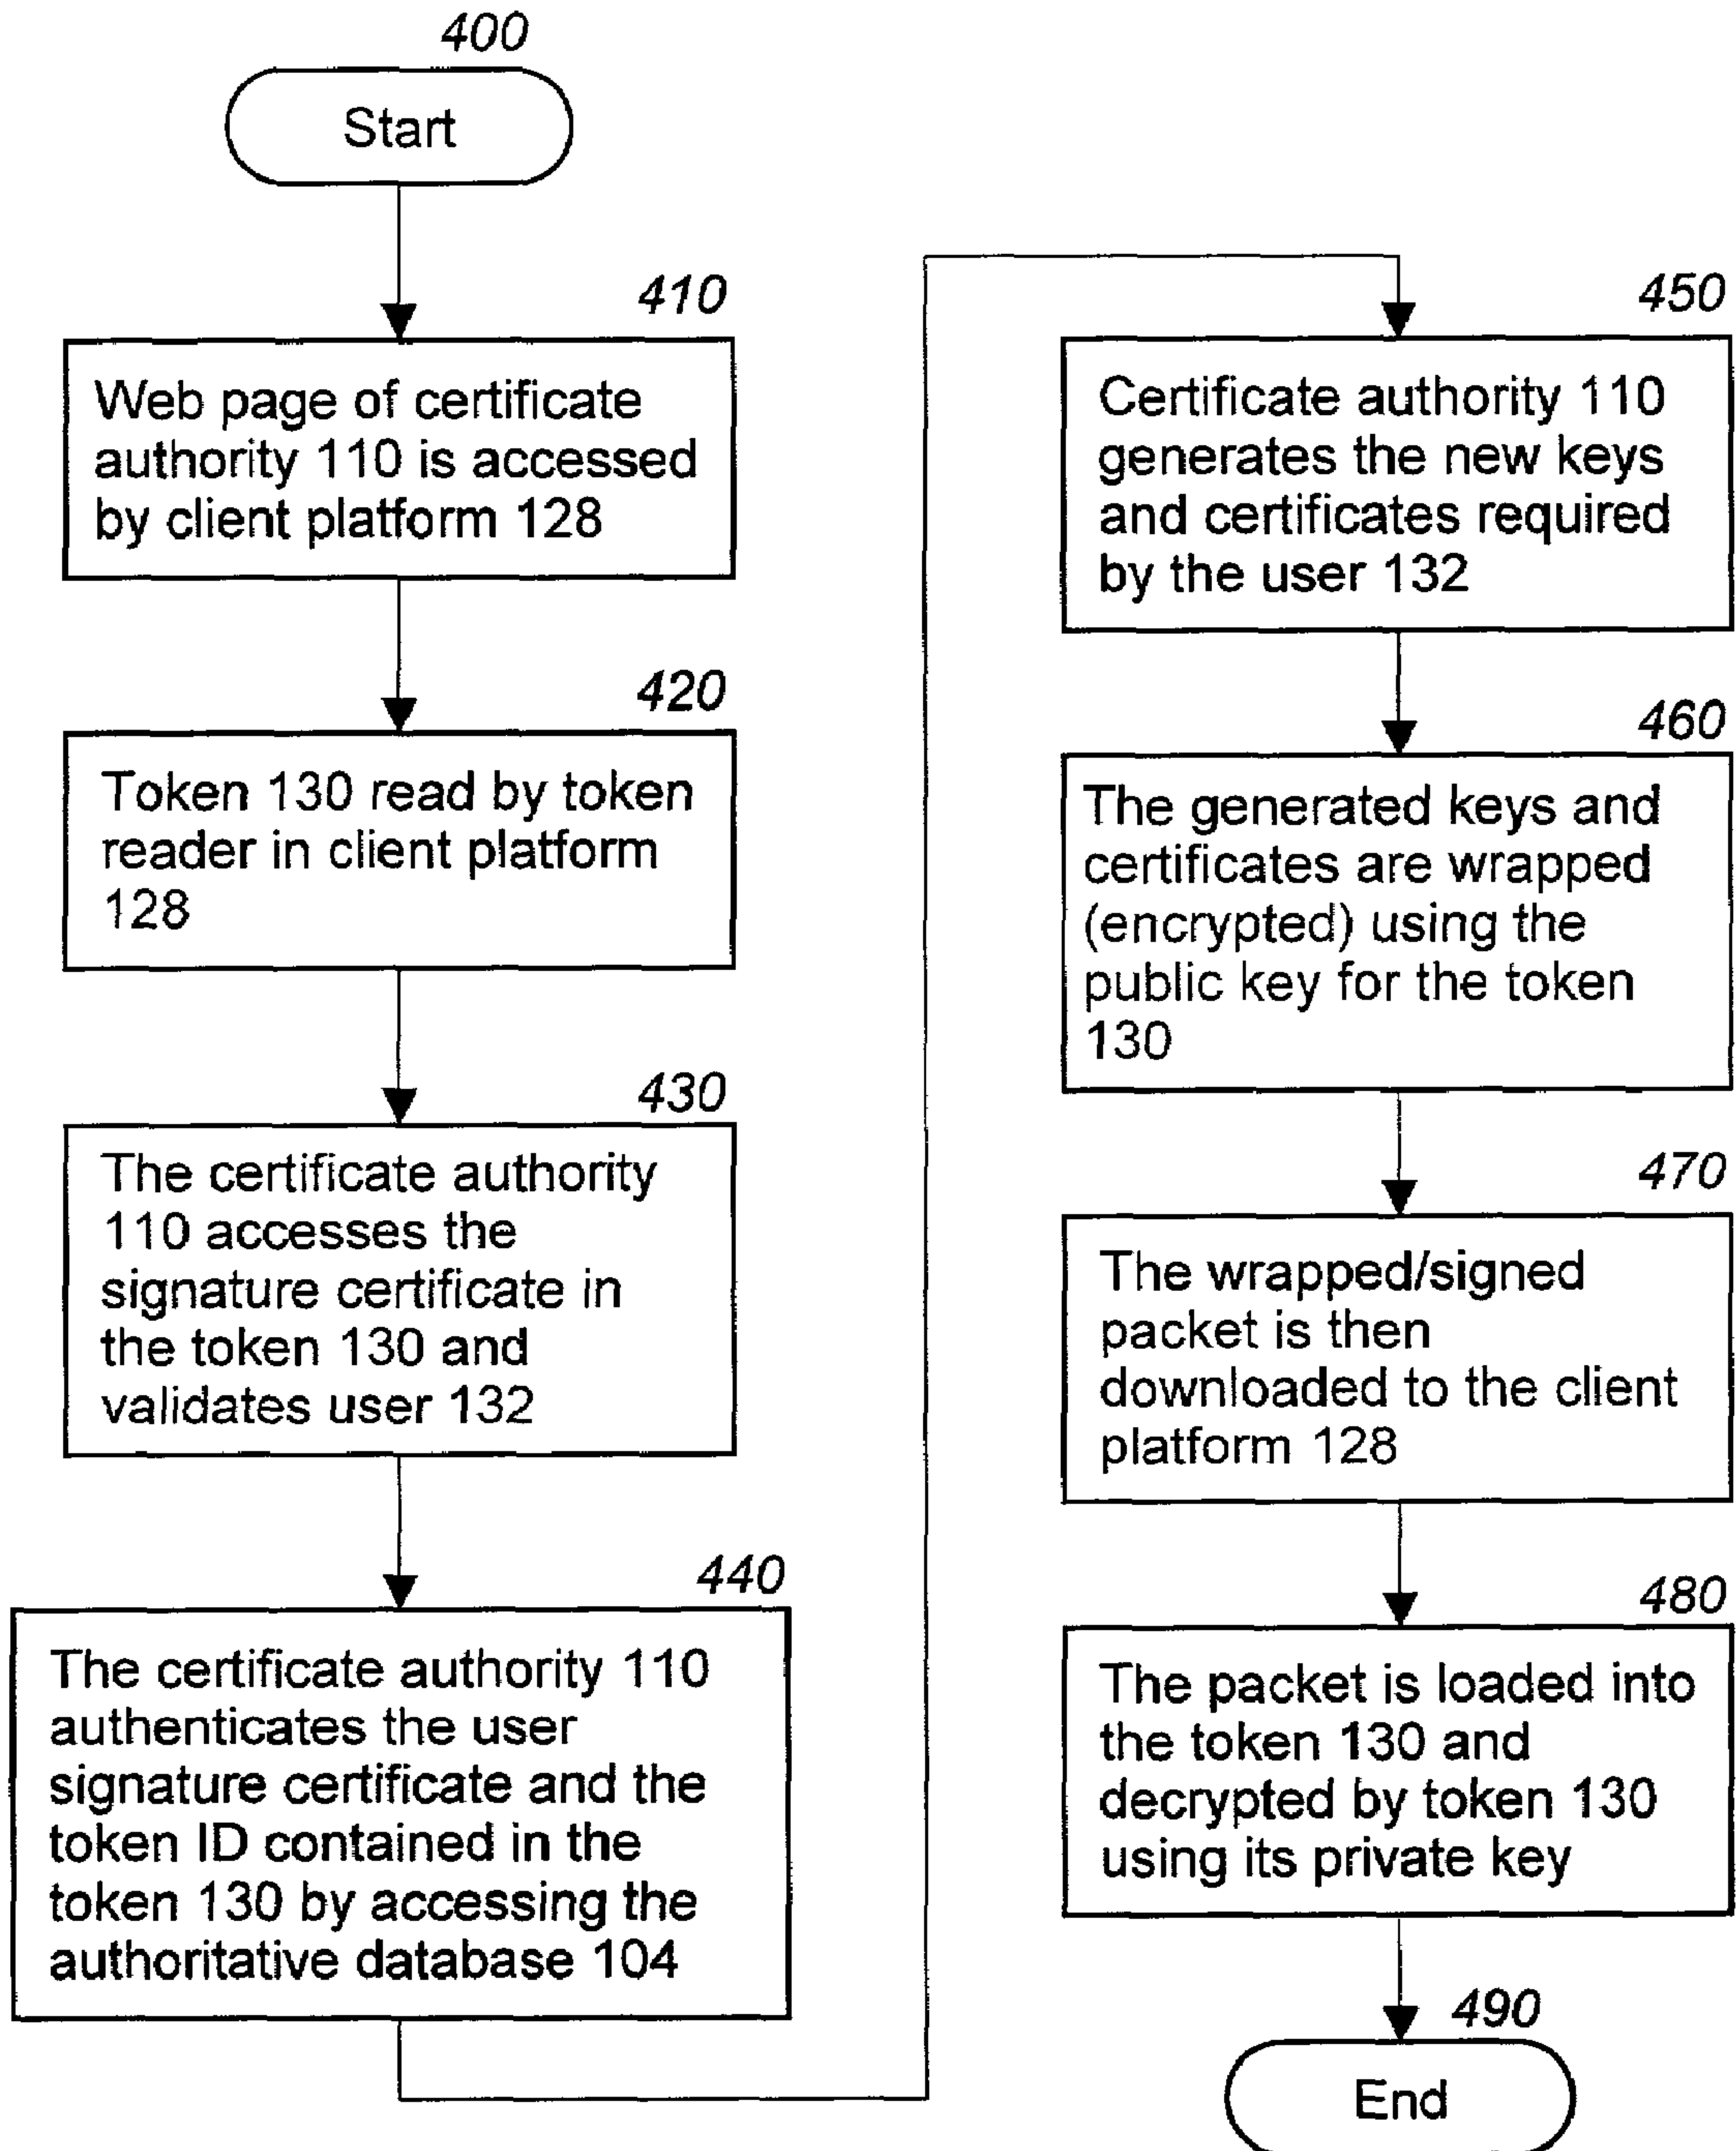 400
Start
410
Web page of certificate
authority 110 is accessed
by client platform 128
420
Token 130 read by token
reader in client platform
128
430
The certificate authority
110 accesses the
signature certificate in
the token 130 and
validates user 132
440
The certificate authority 110
authenticates the user
signature certificate and the
token ID contained in the
token 130 by accessing the
authoritative database 104
450
Certificate authority 110
generates the new keys
and certificates required
by the user 132
460
The generated keys and
certificates are wrapped
(encrypted) using the
public key for the token
130
470
The wrapped/signed
packet is then
downloaded to the client
platform 128
480
The packet is loaded into
the token 130 and
decrypted by token 130
using its private key
490
End